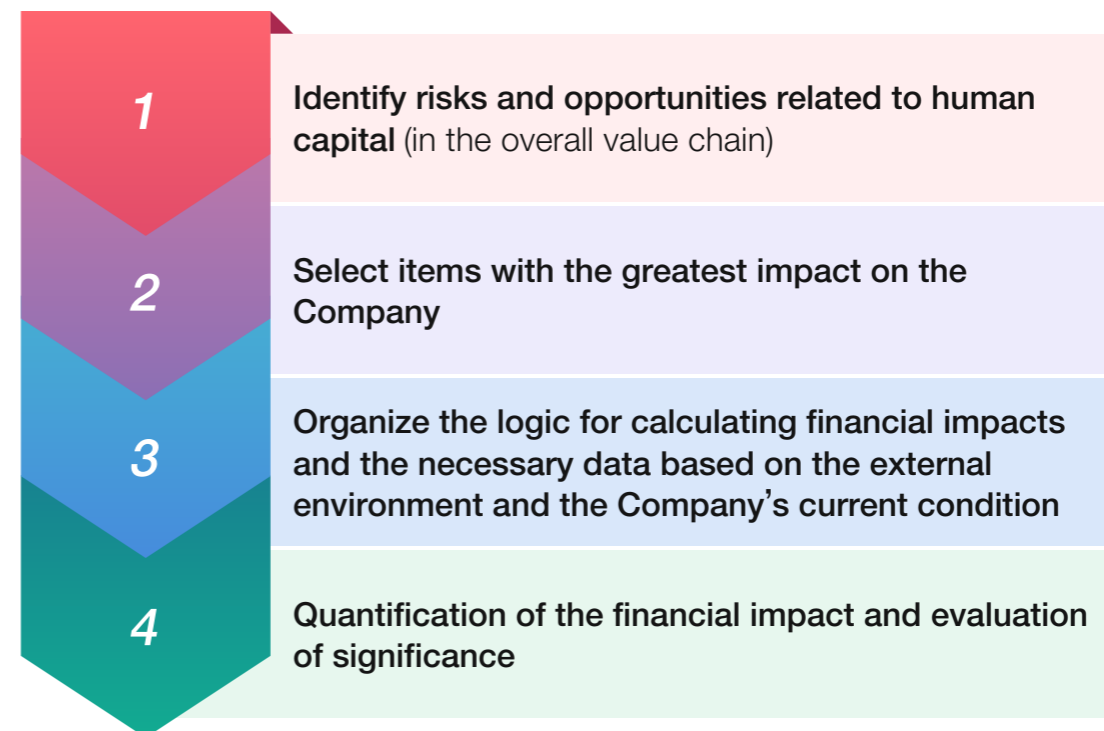 1
Identify risks and opportunities related to human
capital (in the overall value chain)
2
Select items with the greatest impact on the
Company
3
Organize the logic for calculating financial impacts
and the necessary data based on the external
environment and the Company’s current condition
4
Quantification of the financial impact and evaluation
of significance